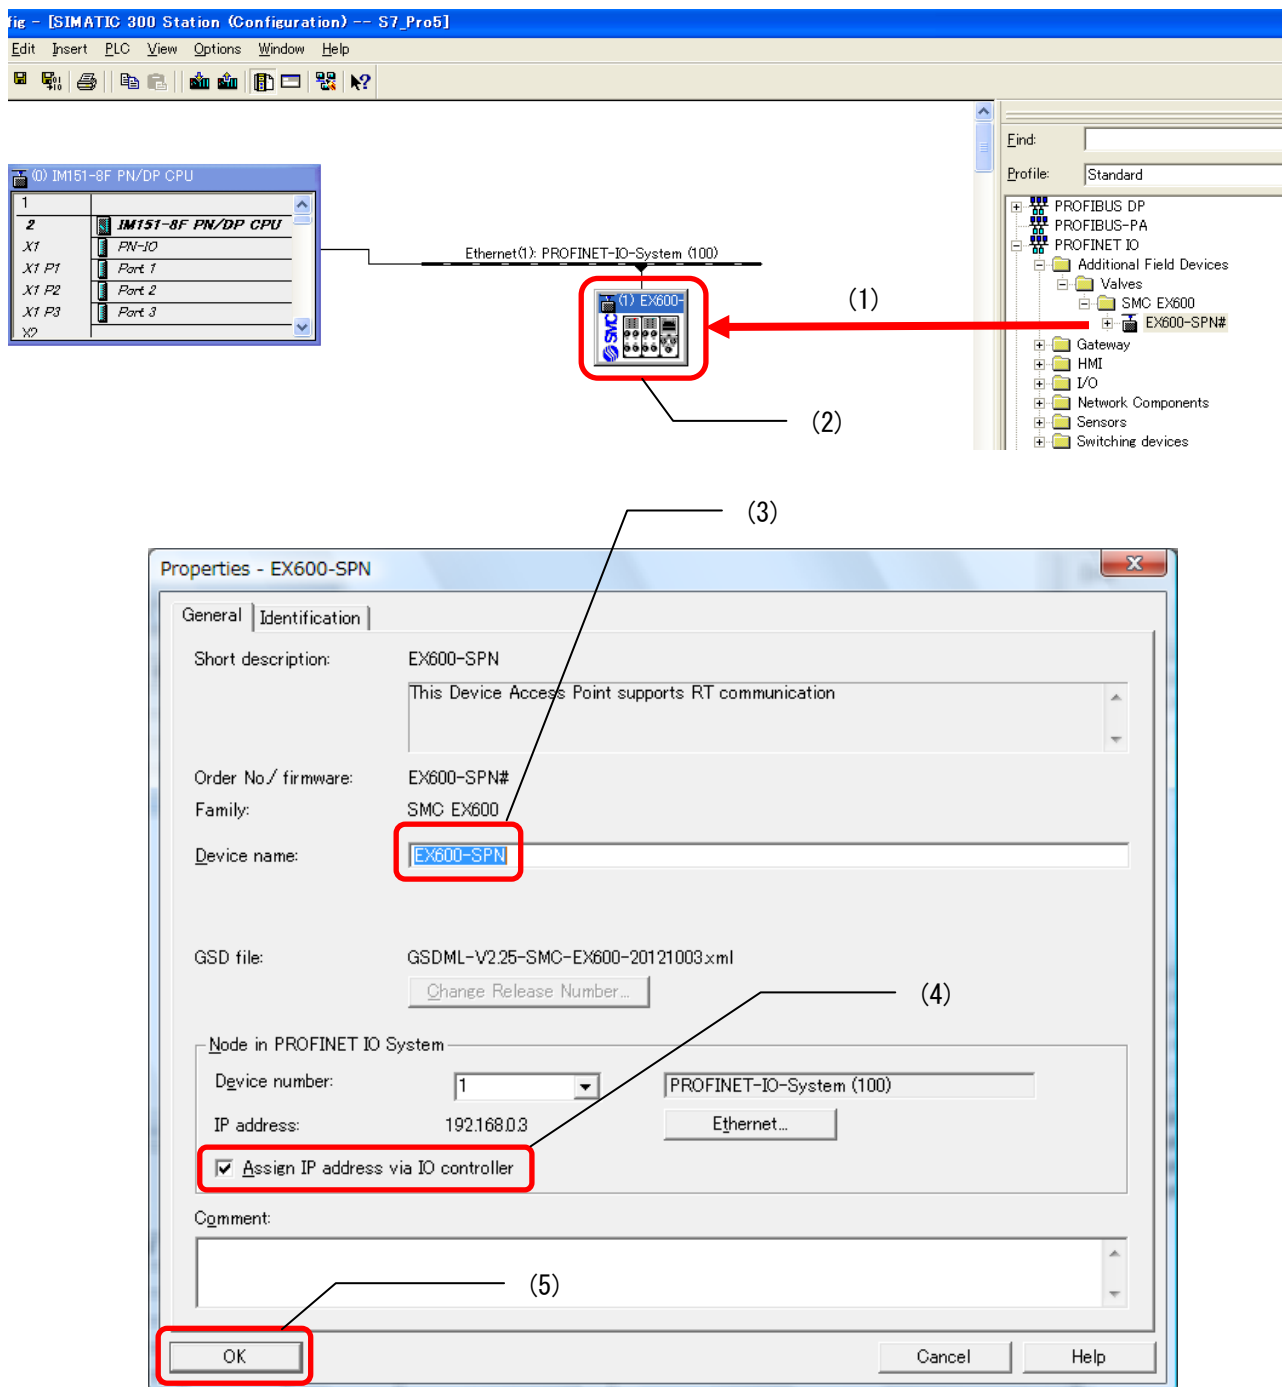 fig - [SIMATIC 300 Station (Configuration) -- S7_Pro5]
Edit Insert PLC View Options Window Help
Find:
Profile: Standard
(0) IM151-8F PN/DP CPU
1
2 IM151-8F PN/DP CPU
X1 PN-IO
X1 P1 Port 1
X1 P2 Port 2
X1 P3 Port 3
X2
Ethernet(1): PROFINET-IO-System (100)
(1) EX600-
SMC
(1)
(2)
PROFIBUS DP
PROFIBUS-PA
PROFINET IO
Additional Field Devices
Valves
SMC EX600
EX600-SPN#
Gateway
HMI
I/O
Network Components
Sensors
Switching devices
(3)
Properties - EX600-SPN
General Identification
Short description: EX600-SPN
This Device Access Point supports RT communication
Order No./ firmware: EX600-SPN#
Family: SMC EX600
Device name: EX600-SPN
GSD file: GSDML-V2.25-SMC-EX600-20121003.xml
Change Release Number...
(4)
Node in PROFINET IO System
Device number: 1 PROFINET-IO-System (100)
IP address: 192.168.0.3 Ethernet...
Assign IP address via IO controller
Comment:
(5)
OK Cancel Help